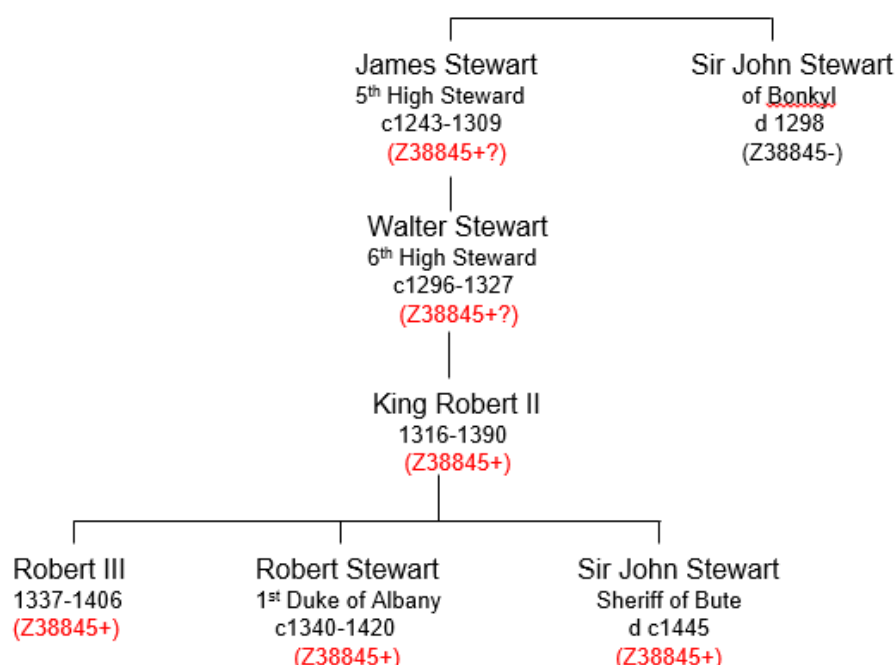 James Stewart
5th High Steward
c1243-1309
(Z38845+?)
Sir John Stewart
of Bonkyl
d 1298
(Z38845-)
Walter Stewart
6th High Steward
c1296-1327
(Z38845+?)
King Robert II
1316-1390
(Z38845+)
Robert III
1337-1406
(Z38845+)
Robert Stewart
1st Duke of Albany
c1340-1420
(Z38845+)
Sir John Stewart
Sheriff of Bute
d c1445
(Z38845+)